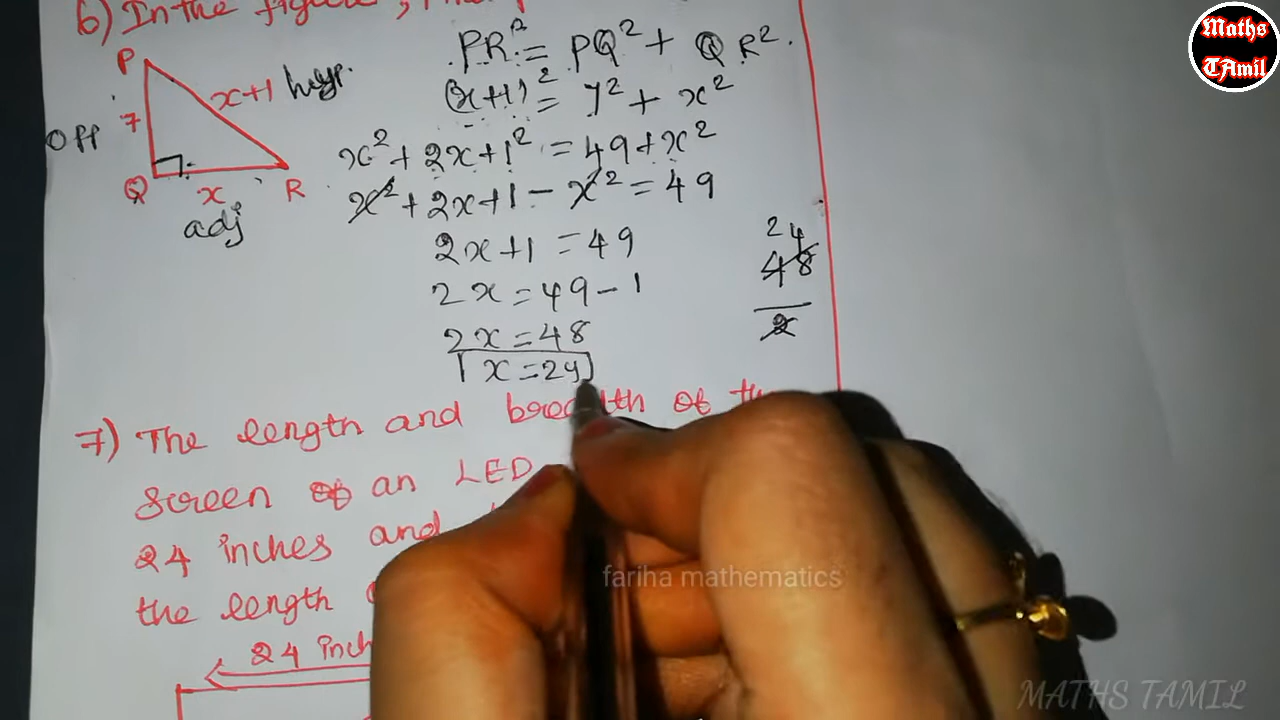 6) In the figure,
P
7
x+1 hyp.
opp
Q
x
R
adj
PR² = PQ² + QR².
(x+1)² = 7² + x²
x² + 2x + 1² = 49 + x²
x² + 2x + 1 - x² = 49
2x + 1 = 49
2x = 49 - 1
2x = 48
x = 24
24
48
2
7) The length and breadth of the
screen of an LED
24 inches and
the length
24 inch
Maths
TAmil
fariha mathematics
MATHS TAMIL